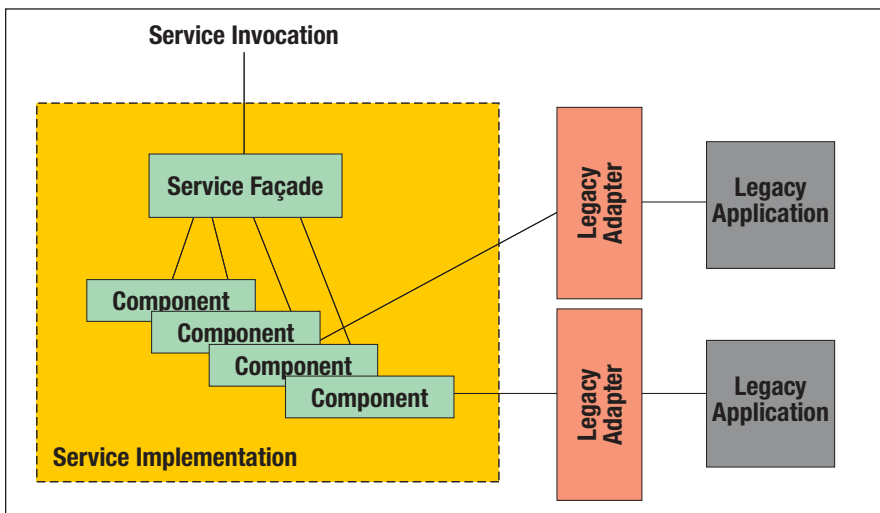 Service Invocation
Service Façade
Component
Component
Component
Component
Service Implementation
Legacy
Adapter
Legacy
Application
Legacy
Adapter
Legacy
Application